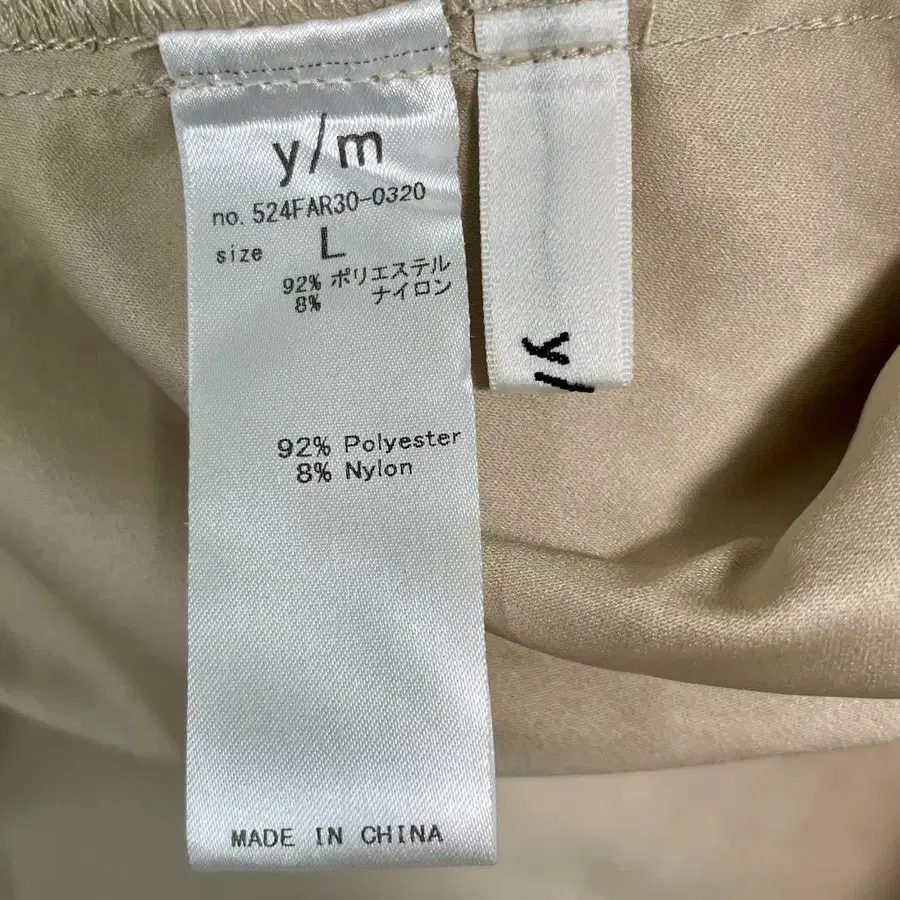 y/m
no. 524FAR30-0320
size L
92% ポリエステル
8% ナイロン
92% Polyester
8% Nylon
MADE IN CHINA
y/